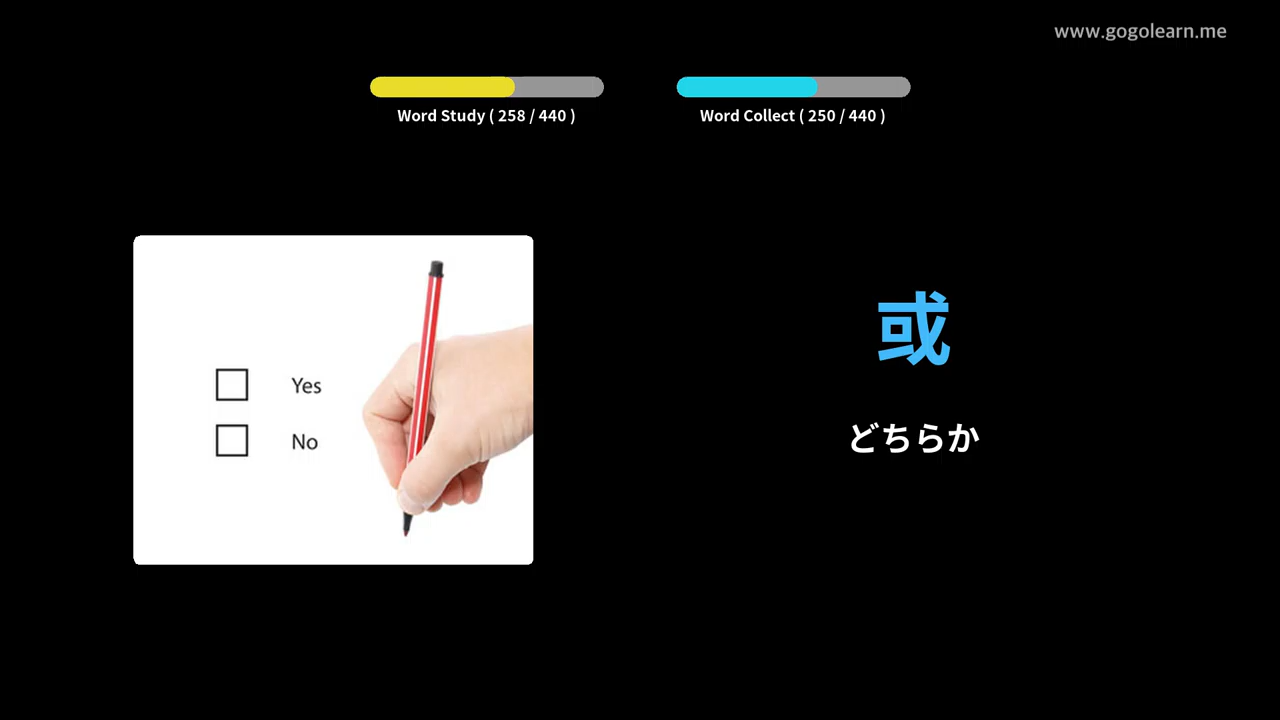 www.gogolearn.me
Word Study ( 258 / 440 )
Word Collect ( 250 / 440 )
Yes
No
或
どちらか